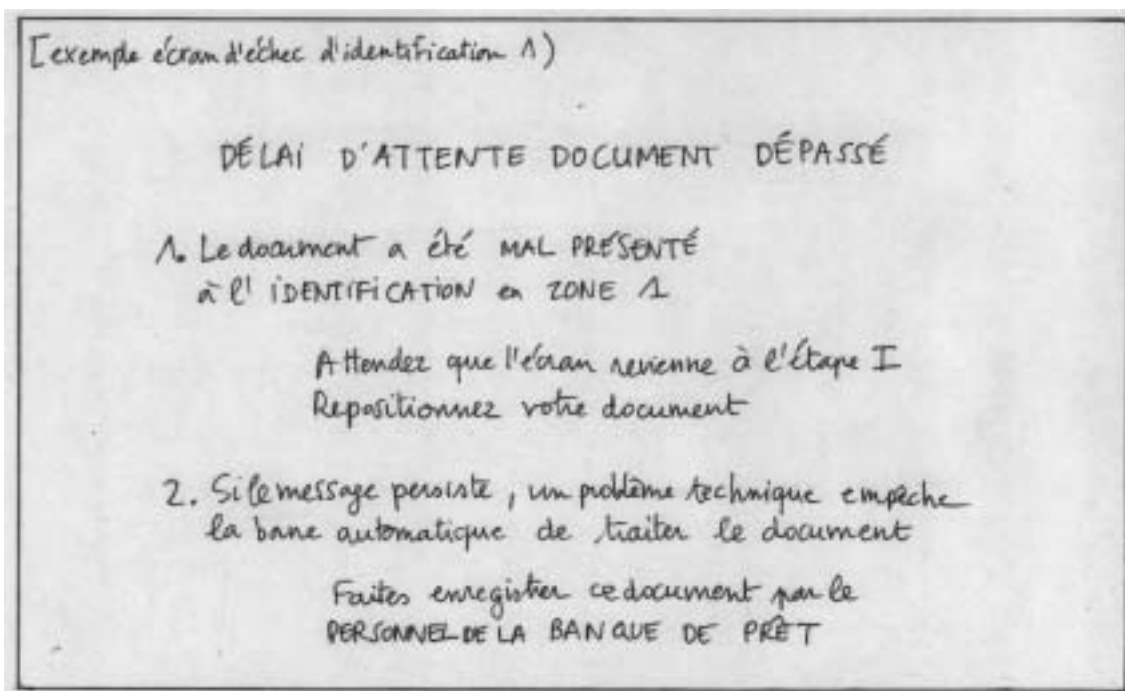 [exemple écran d'échec d'identification 1)
DÉLAI D'ATTENTE DOCUMENT DÉPASSÉ
1. Le document a été MAL PRÉSENTÉ
à l'IDENTIFICATION en ZONE 1
Attendez que l'écran revienne à l'étape I
Repositionnez votre document
2. Si le message persiste, un problème technique empêche
la borne automatique de traiter le document
Faites enregistrer ce document par le
PERSONNEL DE LA BANQUE DE PRÊT